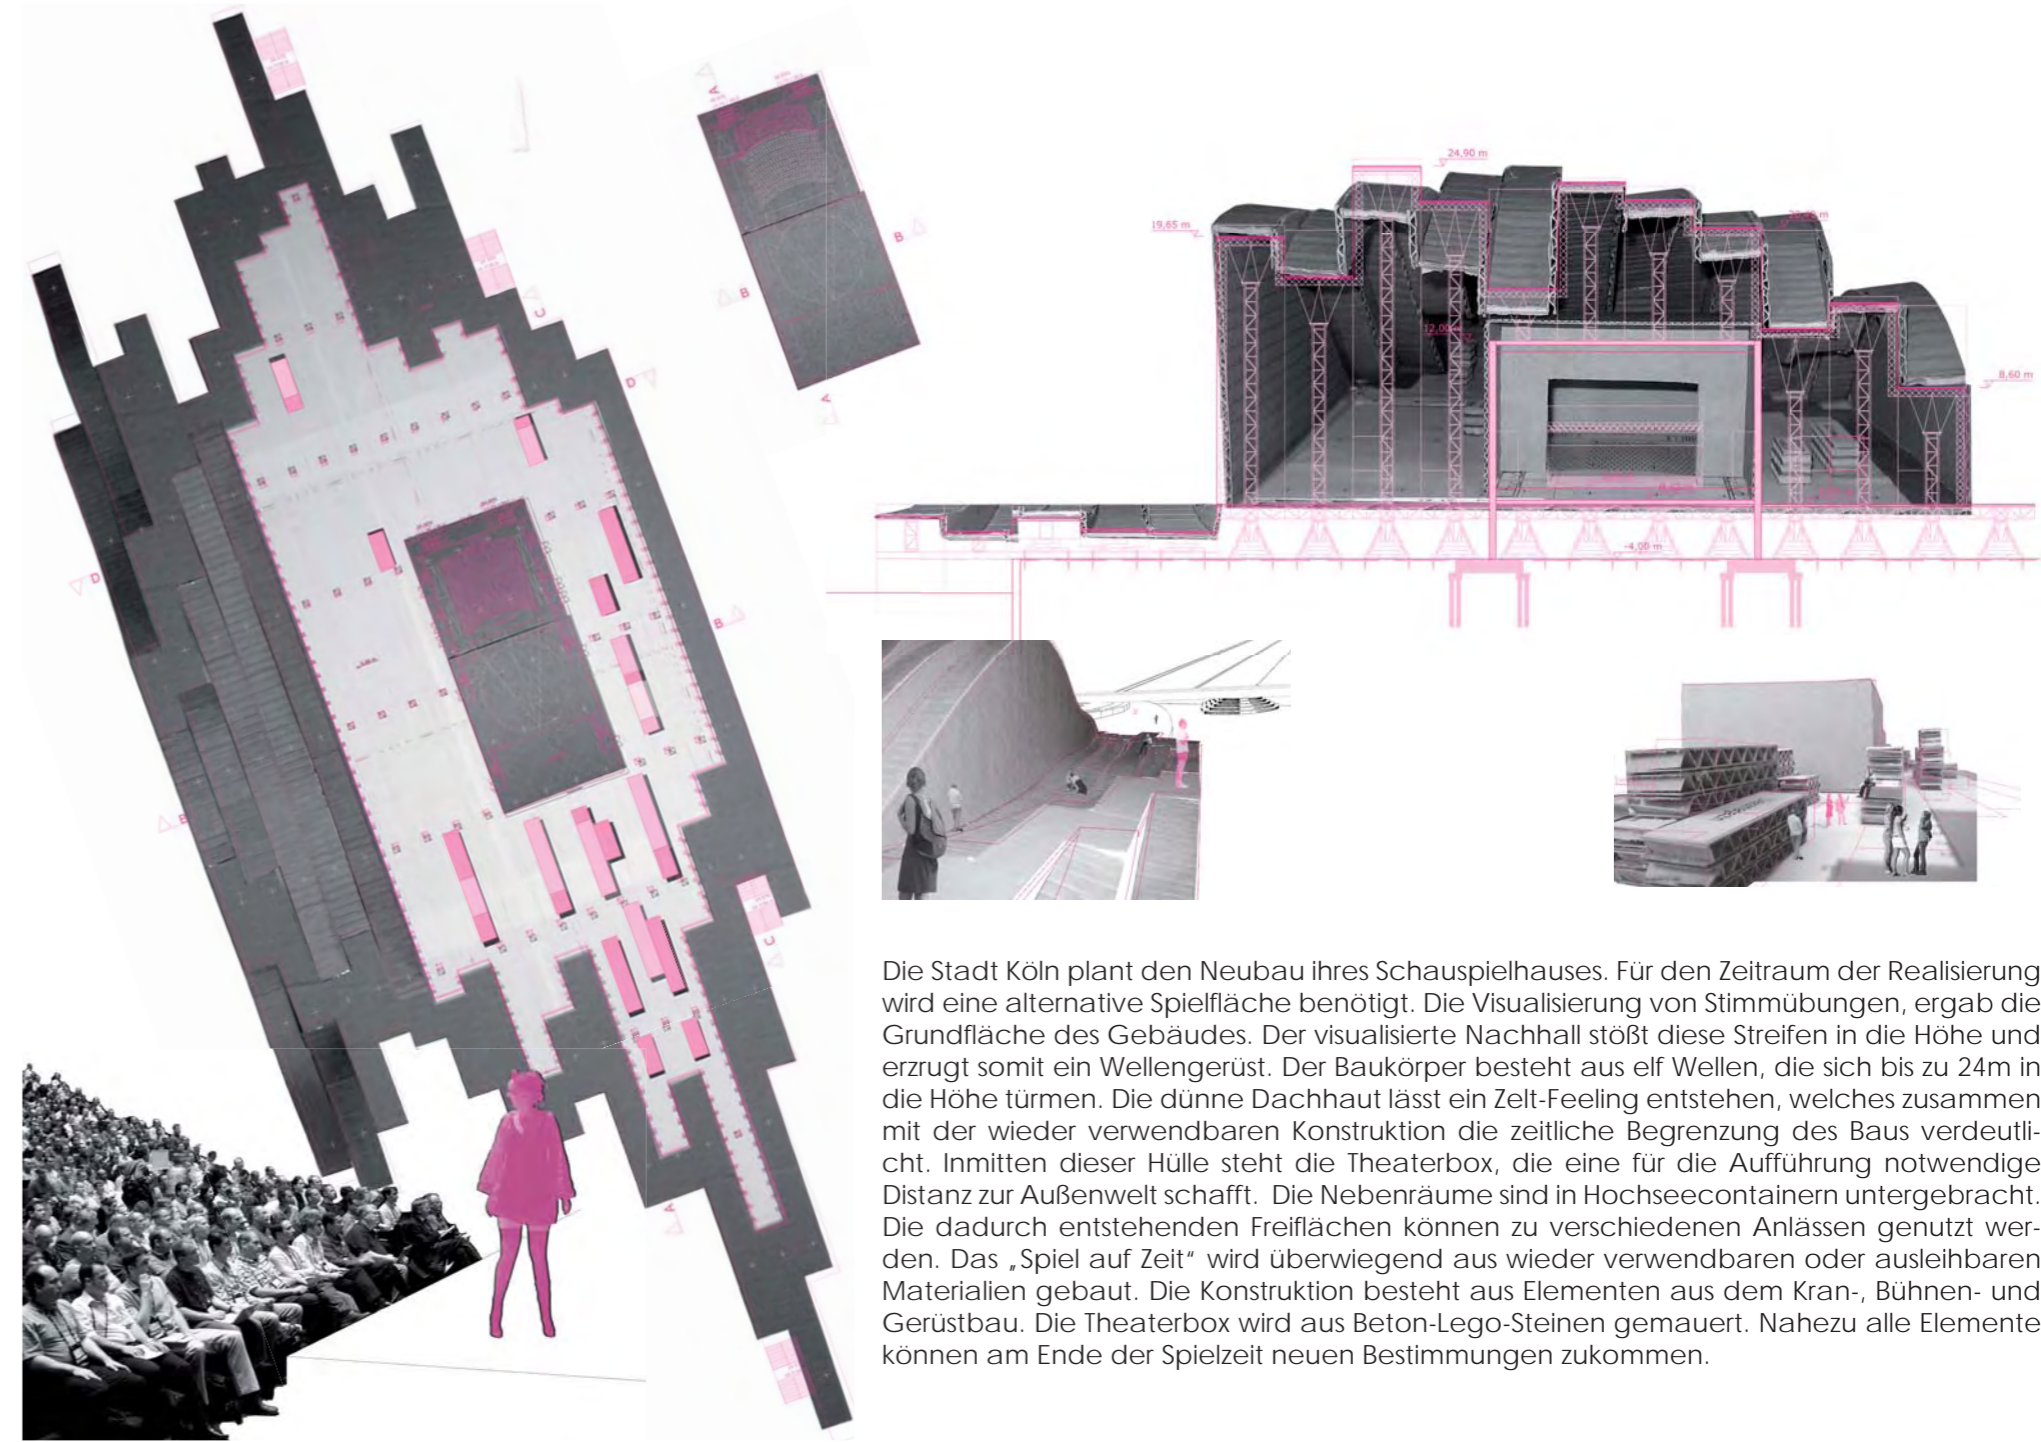 A
A
B
B
C
D
D
B
B
C
A
24,90 m
19,65 m
12,00 m
8,60 m
-4,00 m
Die Stadt Köln plant den Neubau ihres Schauspielhauses. Für den Zeitraum der Realisierung
wird eine alternative Spielfläche benötigt. Die Visualisierung von Stimmübungen, ergab die
Grundfläche des Gebäudes. Der visualisierte Nachhall stößt diese Streifen in die Höhe und
erzrugt somit ein Wellengerüst. Der Baukörper besteht aus elf Wellen, die sich bis zu 24m in
die Höhe türmen. Die dünne Dachhaut lässt ein Zelt-Feeling entstehen, welches zusammen
mit der wieder verwendbaren Konstruktion die zeitliche Begrenzung des Baus verdeutli-
cht. Inmitten dieser Hülle steht die Theaterbox, die eine für die Aufführung notwendige
Distanz zur Außenwelt schafft.  Die Nebenräume sind in Hochseecontainern untergebracht.
Die dadurch entstehenden Freiflächen können zu verschiedenen Anlässen genutzt wer-
den. Das „Spiel auf Zeit“ wird überwiegend aus wieder verwendbaren oder ausleihbaren
Materialien gebaut. Die Konstruktion besteht aus Elementen aus dem Kran-, Bühnen- und
Gerüstbau. Die Theaterbox wird aus Beton-Lego-Steinen gemauert. Nahezu alle Elemente
können am Ende der Spielzeit neuen Bestimmungen zukommen.